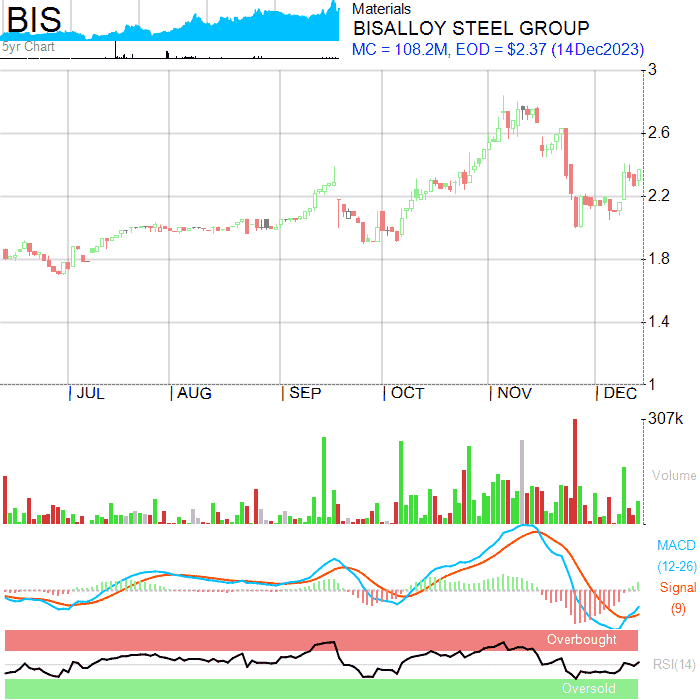 BIS
5yr Chart
Materials
BISALLOY STEEL GROUP
MC = 108.2M, EOD = $2.37 (14Dec2023)
3
2.6
2.2
1.8
1.4
1
JUL AUG SEP OCT NOV DEC
307k
Volume
MACD
(12-26)
Signal
(9)
Overbought
RSI(14)
Oversold